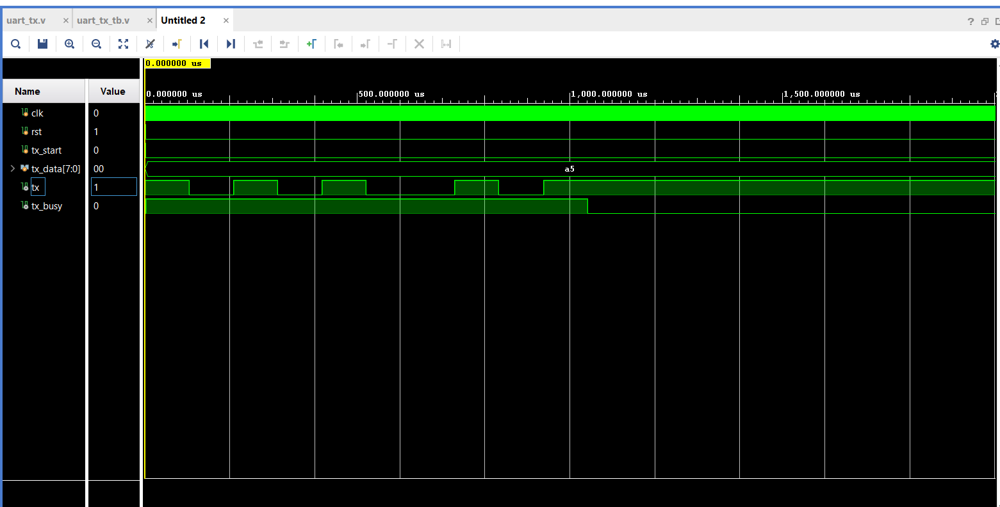 uart_tx.v × uart_tx_tb.v × Untitled 2 × ?
0.000000 us
Name Value
0.000000 us 500.000000 us 1,000.000000 us 1,500.000000 us
clk 0
rst 1
tx_start 0
tx_data[7:0] 00 a5
tx 1
tx_busy 0